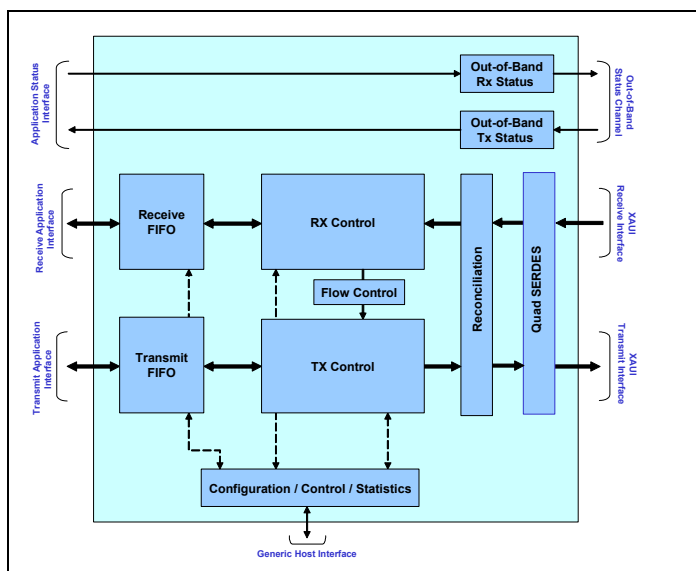 Application Status
Interface
Out-of-Band
Rx Status
Out-of-Band
Tx Status
Out-of-Band
Status Channel
Receive Application
Interface
Receive
FIFO
RX Control
Flow Control
Reconciliation
Quad SERDES
XAUI
Receive Interface
Transmit Application
Interface
Transmit
FIFO
TX Control
XAUI
Transmit Interface
Configuration / Control / Statistics
Generic Host Interface